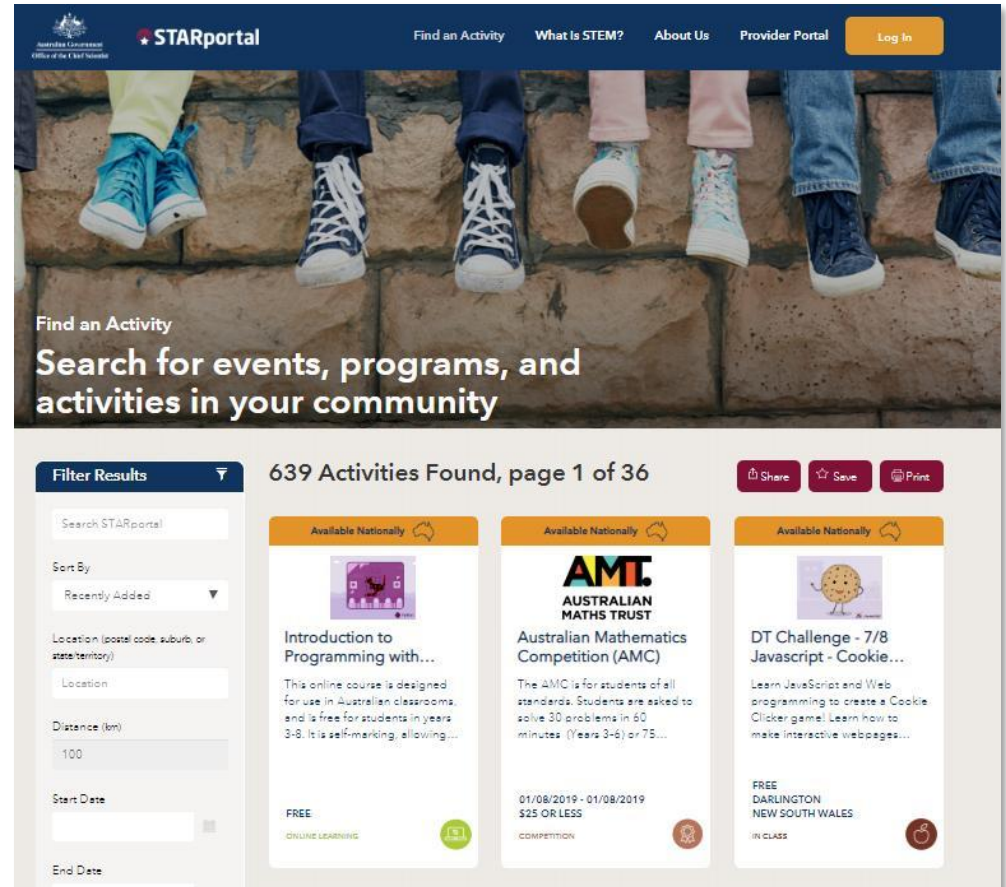 Australian Government
Office of the Chief Scientist
STARportal
Find an Activity
What Is STEM?
About Us
Provider Portal
Log In
Find an Activity
Search for events, programs, and
activities in your community
Filter Results
Search STARportal
Sort By
Recently Added
Location (postal code, suburb, or
state/territory)
Location
Distance (km)
100
Start Date
End Date
639 Activities Found, page 1 of 36
Share
Save
Print
Available Nationally
Introduction to
Programming with...
This online course is designed
for use in Australian classrooms,
and is free for students in years
3-8. It is self-marking, allowing...
FREE
ONLINE LEARNING
Available Nationally
AMT.
AUSTRALIAN
MATHS TRUST
Australian Mathematics
Competition (AMC)
The AMC is for students of all
standards. Students are asked to
solve 30 problems in 60
minutes (Years 3-6) or 75...
01/08/2019 - 01/08/2019
$25 OR LESS
COMPETITION
Available Nationally
DT Challenge - 7/8
Javascript - Cookie...
Learn JavaScript and Web
programming to create a Cookie
Clicker game! Learn how to
make interactive webpages...
FREE
DARLINGTON
NEW SOUTH WALES
IN CLASS